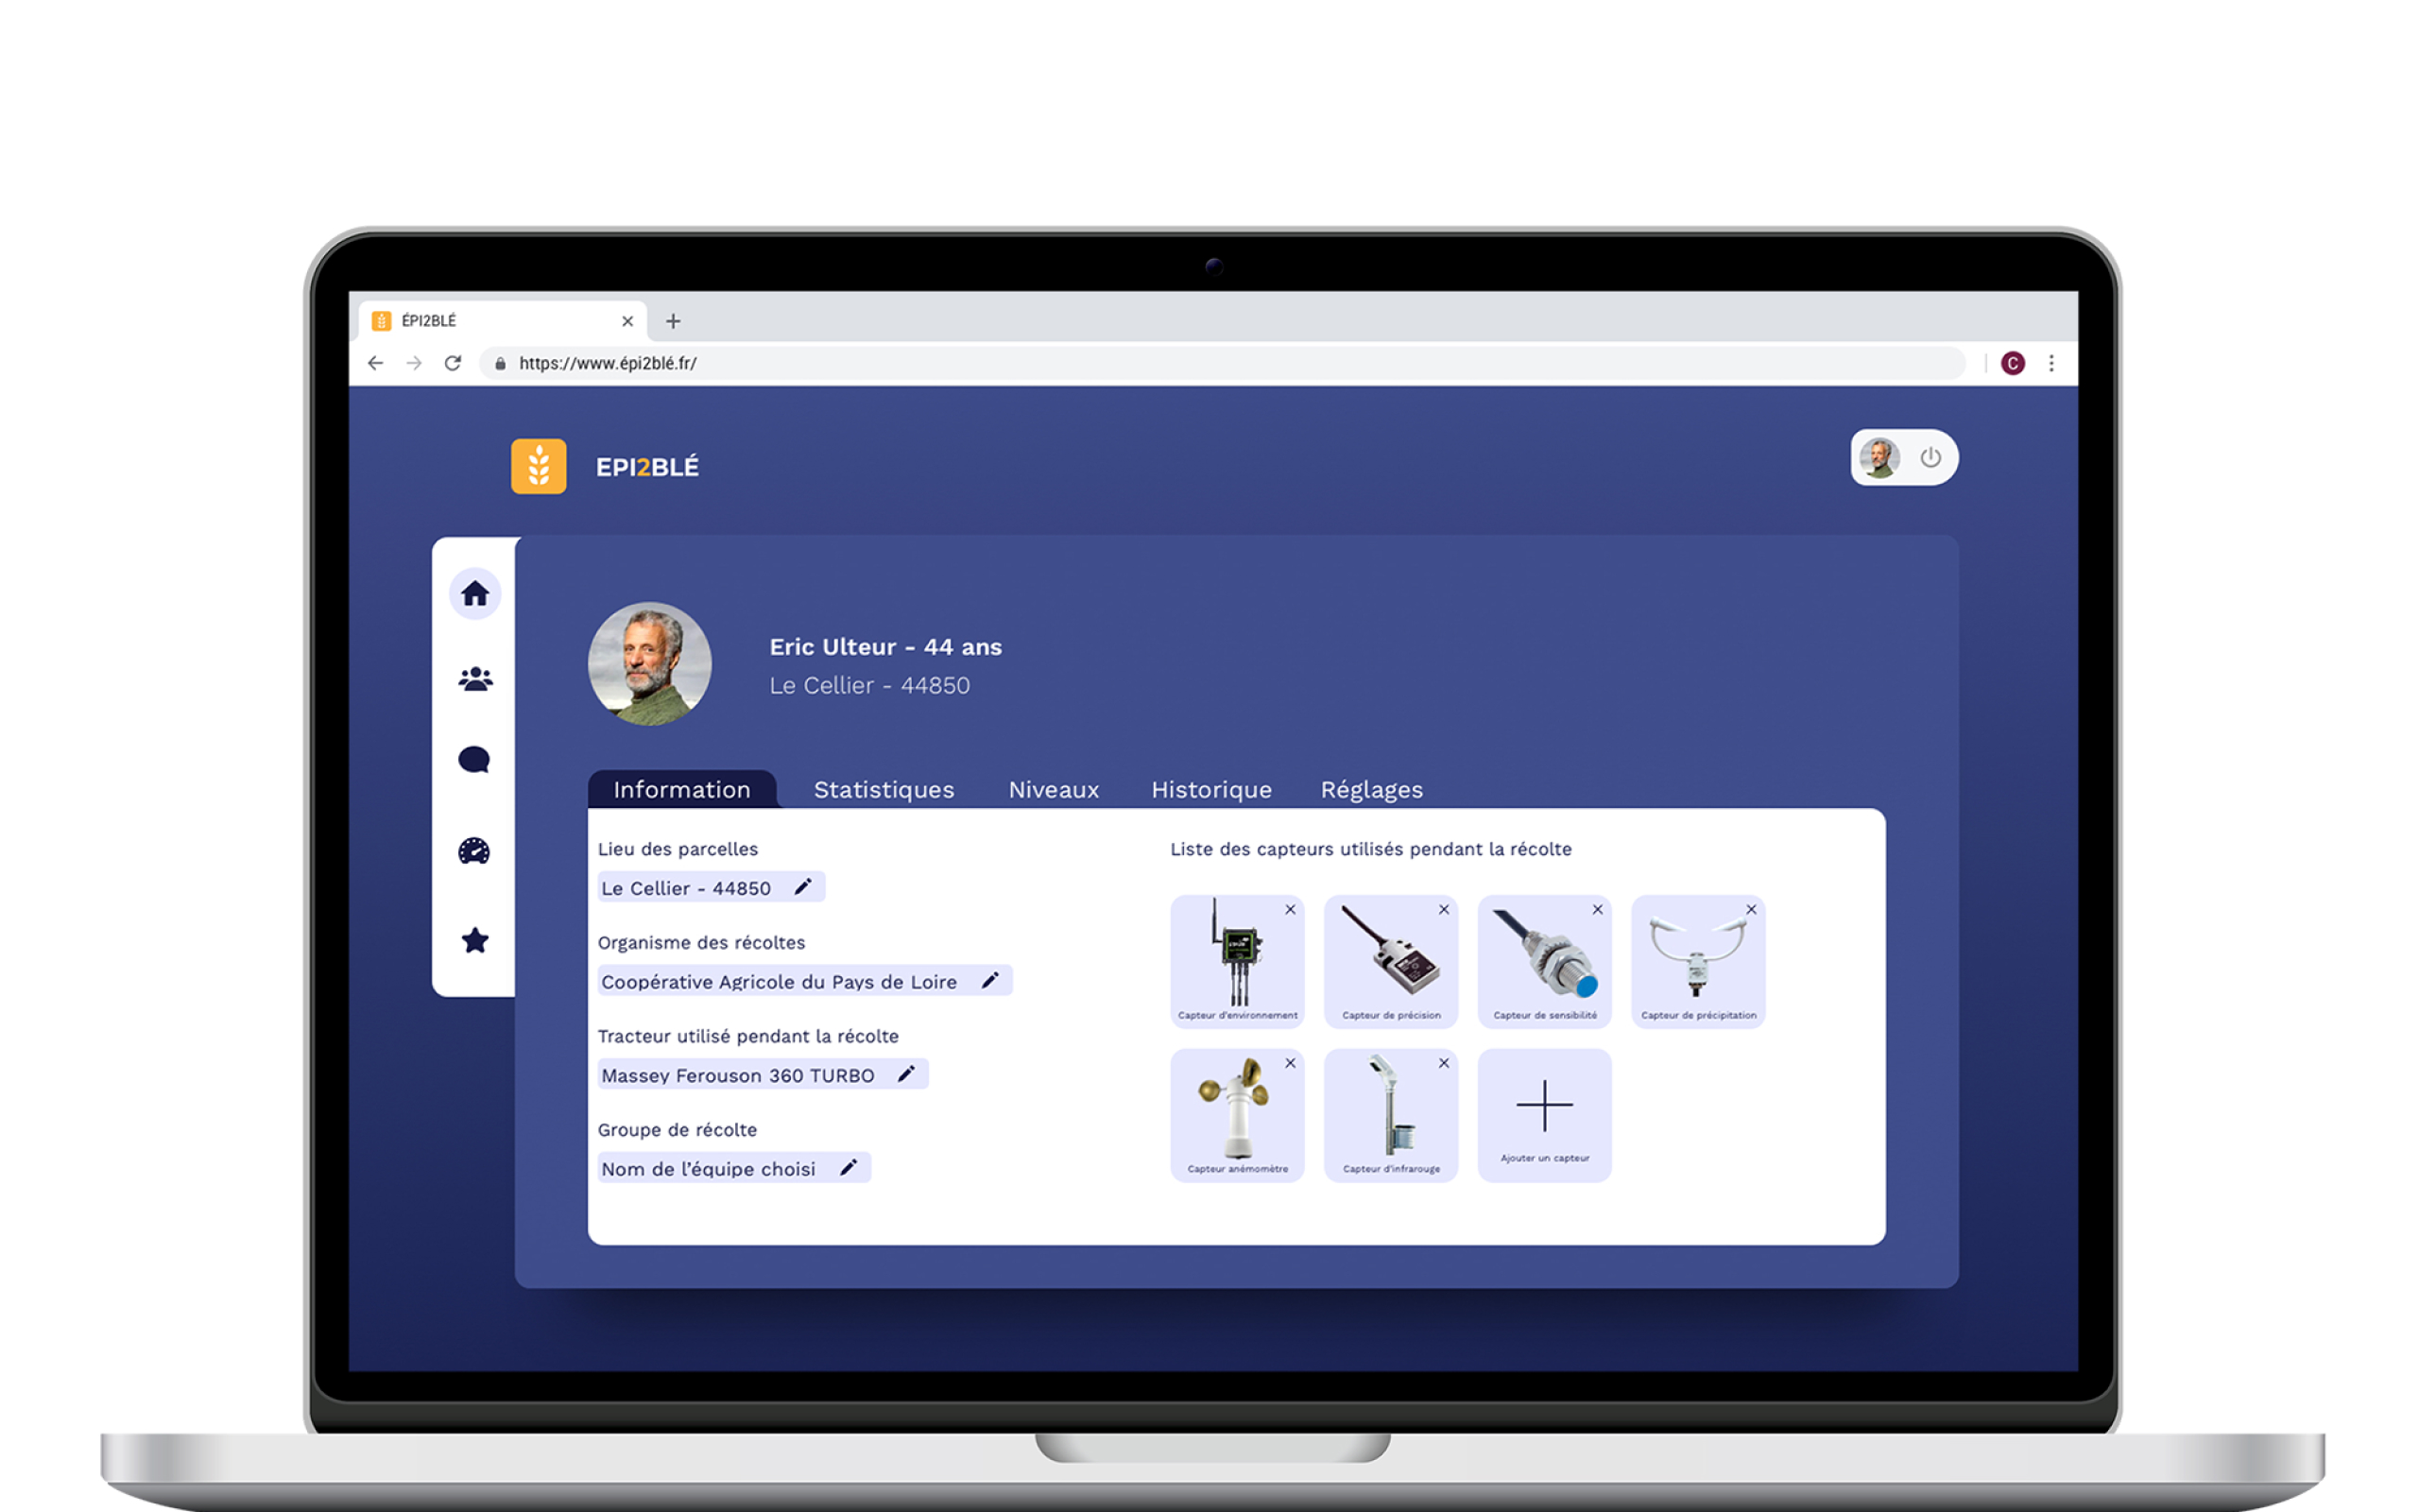 ÉPI2BLÉ
https://www.épi2blé.fr/
C
EPI2BLÉ
Eric Ulteur - 44 ans
Le Cellier - 44850
Information
Statistiques
Niveaux
Historique
Réglages
Lieu des parcelles
Le Cellier - 44850
Organisme des récoltes
Coopérative Agricole du Pays de Loire
Tracteur utilisé pendant la récolte
Massey Ferouson 360 TURBO
Groupe de récolte
Nom de l'équipe choisi
Liste des capteurs utilisés pendant la récolte
Capteur d'environnement
Capteur de précision
Capteur de sensibilité
Capteur de précipitation
Capteur anémomètre
Capteur d'infrarouge
Ajouter un capteur